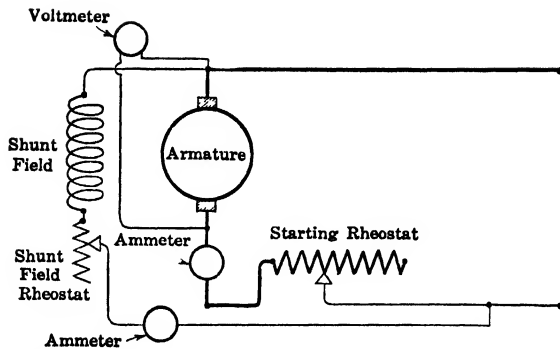 Voltmeter
Shunt
Field
Armature
Ammeter
Starting Rheostat
Shunt
Field
Rheostat
Ammeter